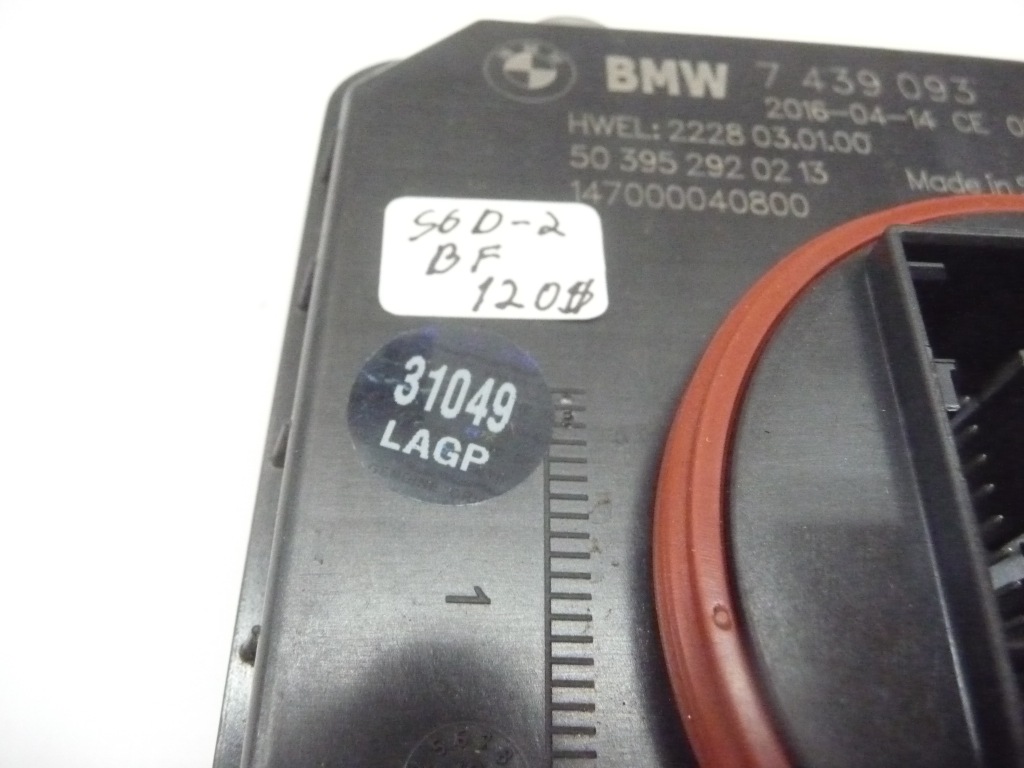 BMW 7 439 093
2016-04-14 CE
HWEL: 2228 03.01.00
50 395 292 02 13
Made in
147000040800
S6D-2
BF
120$
31049
LAGP
1